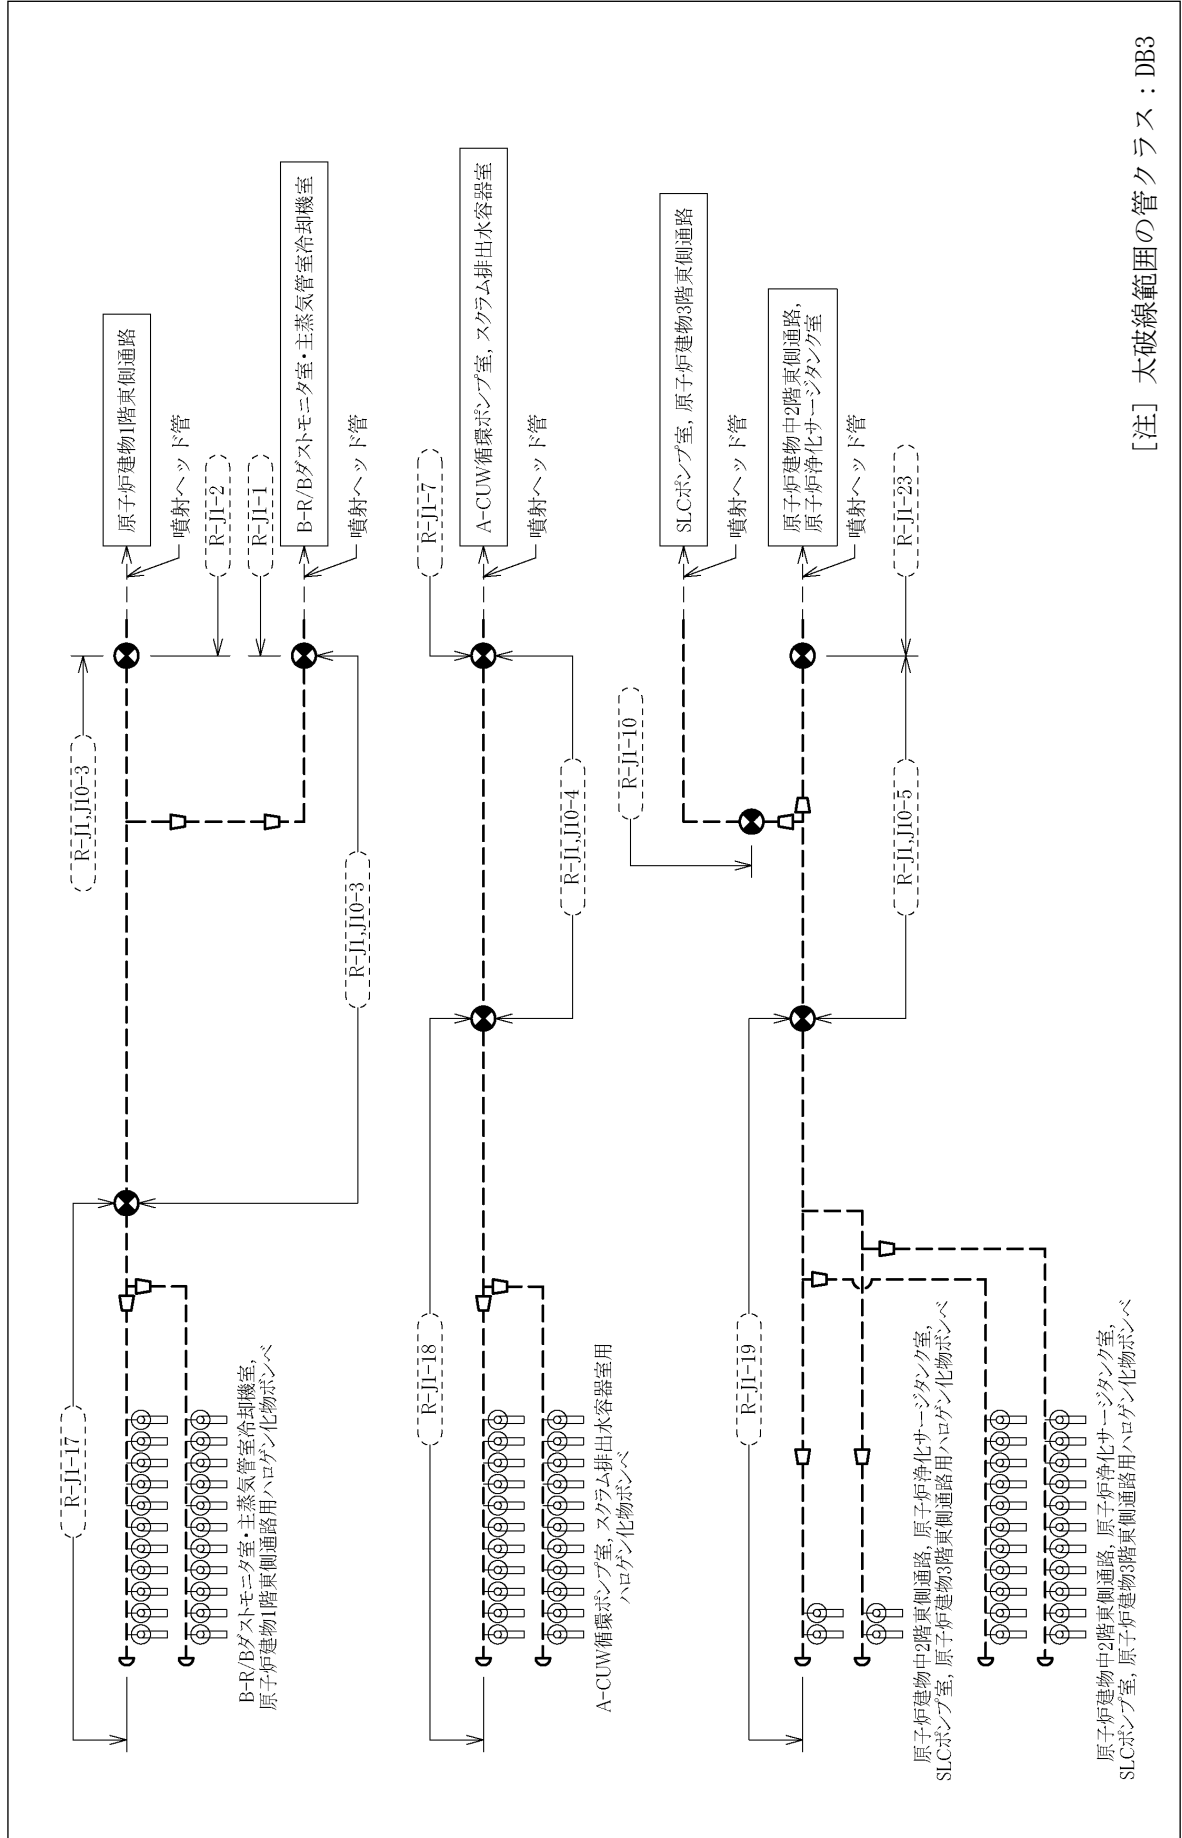 R-J1-17
R-J1,J10-3
原子炉建物1階東側通路
噴射ヘッド管
R-J1-2
R-J1-1
B-R/Bダストモニタ室・主蒸気管室冷却機室
噴射ヘッド管
R-J1,J10-3
B-R/Bダストモニタ室・主蒸気管室冷却機室,
原子炉建物1階東側通路用ハロゲン化物ボンベ
R-J1-18
R-J1-7
A-CUW循環ポンプ室, スクラム排出水容器室
噴射ヘッド管
R-J1,J10-4
A-CUW循環ポンプ室, スクラム排出水容器室用
ハロゲン化物ボンベ
R-J1-10
SLCポンプ室, 原子炉建物3階東側通路
噴射ヘッド管
R-J1-19
原子炉建物中2階東側通路,
原子炉浄化サージタンク室
噴射ヘッド管
R-J1-23
R-J1,J10-5
原子炉建物中2階東側通路, 原子炉浄化サージタンク室,
SLCポンプ室, 原子炉建物3階東側通路用ハロゲン化物ボンベ
原子炉建物中2階東側通路, 原子炉浄化サージタンク室,
SLCポンプ室, 原子炉建物3階東側通路用ハロゲン化物ボンベ
[注] 太破線範囲の管クラス:DB3